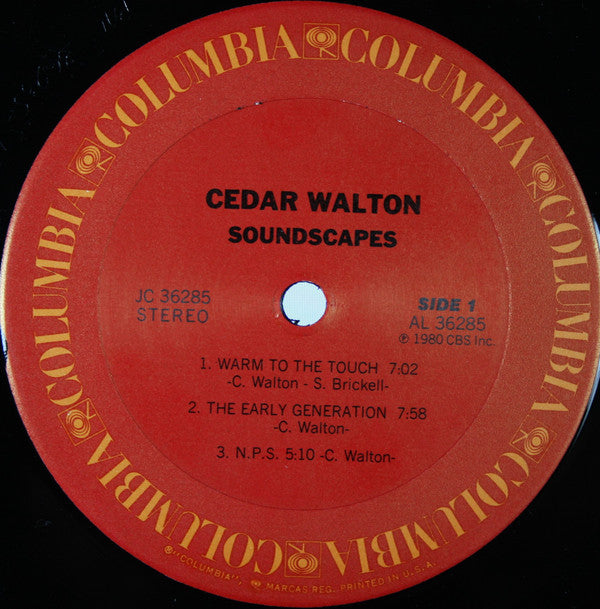 COLUMBIA COLUMBIA COLUMBIA COLUMBIA COLUMBIA COLUMBIA COLUMBIA COLUMBIA
CEDAR WALTON
SOUNDSCAPES
JC 36285
STEREO
SIDE 1
AL 36285
℗ 1980 CBS Inc.
1. WARM TO THE TOUCH 7:02
-C. Walton - S. Brickell-
2. THE EARLY GENERATION 7:58
-C. Walton-
3. N.P.S. 5:10 -C. Walton-
®"COLUMBIA", MARCAS REG. PRINTED IN U.S.A.